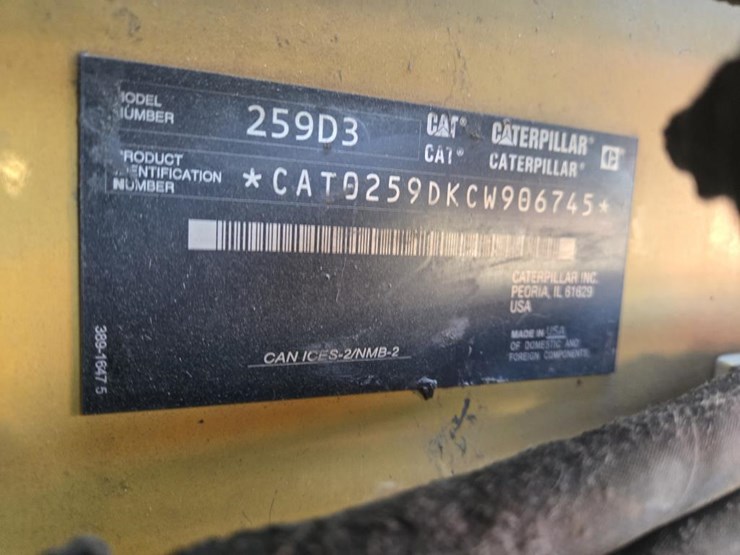 MODEL
NUMBER
259D3
CAT® CATERPILLAR® C
CAT® CATERPILLAR®
PRODUCT
IDENTIFICATION
NUMBER
*CAT0259DKCW906745*
CATERPILLAR INC.
PEORIA, IL 61629
USA
MADE IN USA
OF DOMESTIC AND
FOREIGN COMPONENTS
CAN ICES-2/NMB-2
389-1647 5